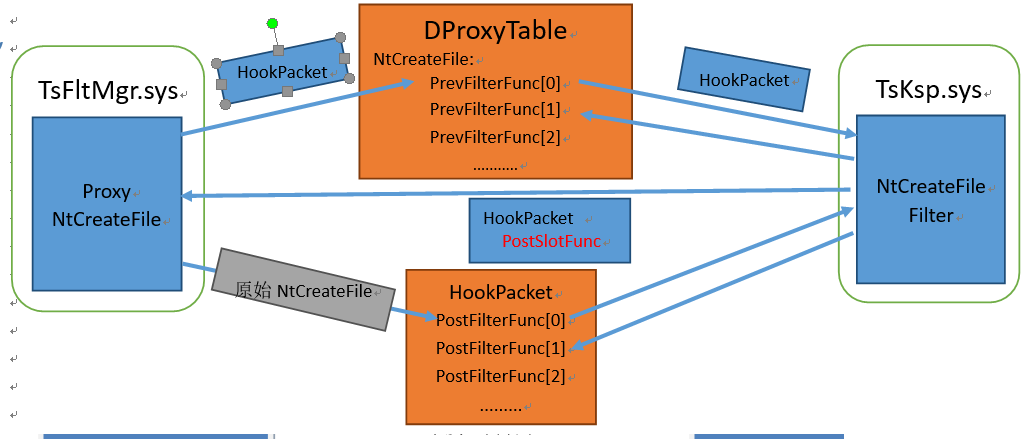 DProxyTable
NtCreateFile:
PrevFilterFunc[0]
PrevFilterFunc[1]
PrevFilterFunc[2]
...........
HookPacket
HookPacket
TsFltMgr.sys
Proxy
NtCreateFile
TsKsp.sys
NtCreateFile
Filter
HookPacket
PostSlotFunc
原始 NtCreateFile
HookPacket
PostFilterFunc[0]
PostFilterFunc[1]
PostFilterFunc[2]
.........